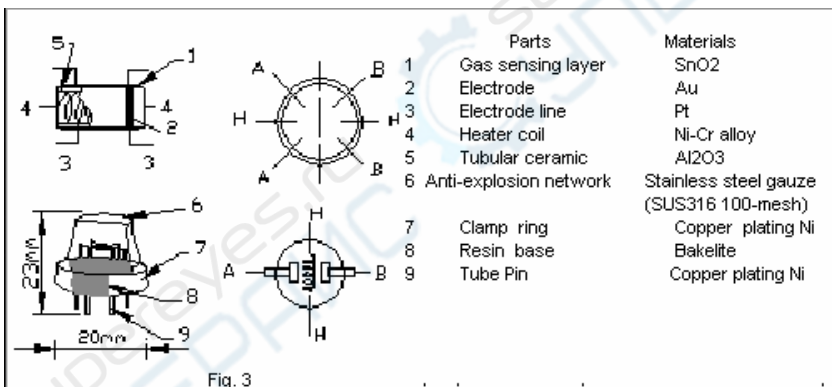 Parts Materials
1 Gas sensing layer SnO2
2 Electrode Au
3 Electrode line Pt
4 Heater coil Ni-Cr alloy
5 Tubular ceramic Al2O3
6 Anti-explosion network Stainless steel gauze
(SUS316 100-mesh)
7 Clamp ring Copper plating Ni
8 Resin base Bakelite
9 Tube Pin Copper plating Ni
5
1
4 4
2
3 3
A B
H H
A B
6
7
8
9
23mm
20mm
H
A B
H
Fig. 3